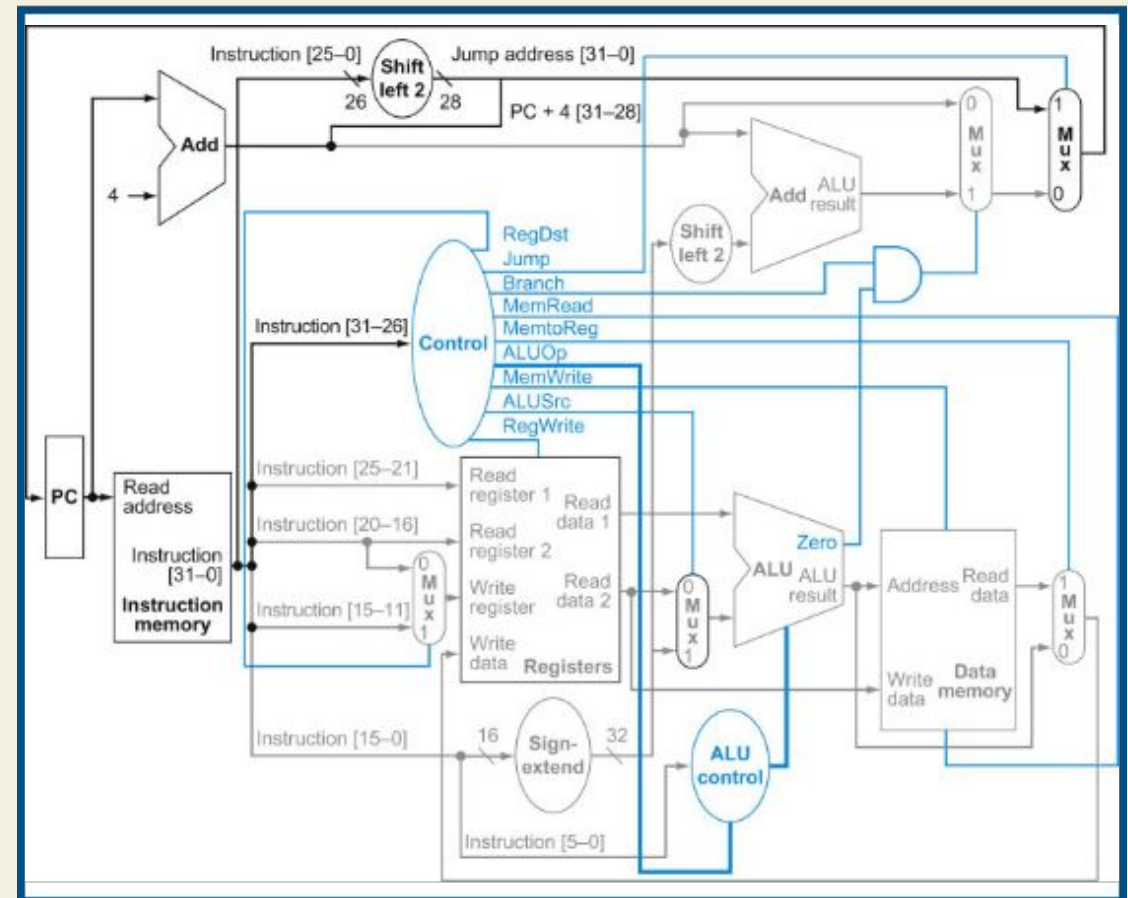 Instruction [25–0]
Shift
left 2
Jump address [31–0]
26
28
PC + 4 [31–28]
Add
4
0
M
u
x
1
1
M
u
x
0
Add
ALU
result
Shift
left 2
RegDst
Jump
Branch
MemRead
MemtoReg
ALUOp
MemWrite
ALUSrc
RegWrite
Instruction [31–26]
Control
PC
Read
address
Instruction
[31–0]
Instruction
memory
Instruction [25–21]
Instruction [20–16]
Instruction [15–11]
0
M
u
x
1
Read
register 1
Read
register 2
Write
register
Write
data
Read
data 1
Read
data 2
Registers
0
M
u
x
1
Zero
ALU
ALU
result
Address
Read
data
Write
data
Data
memory
1
M
u
x
0
Instruction [15–0]
16
Sign-
extend
32
ALU
control
Instruction [5–0]